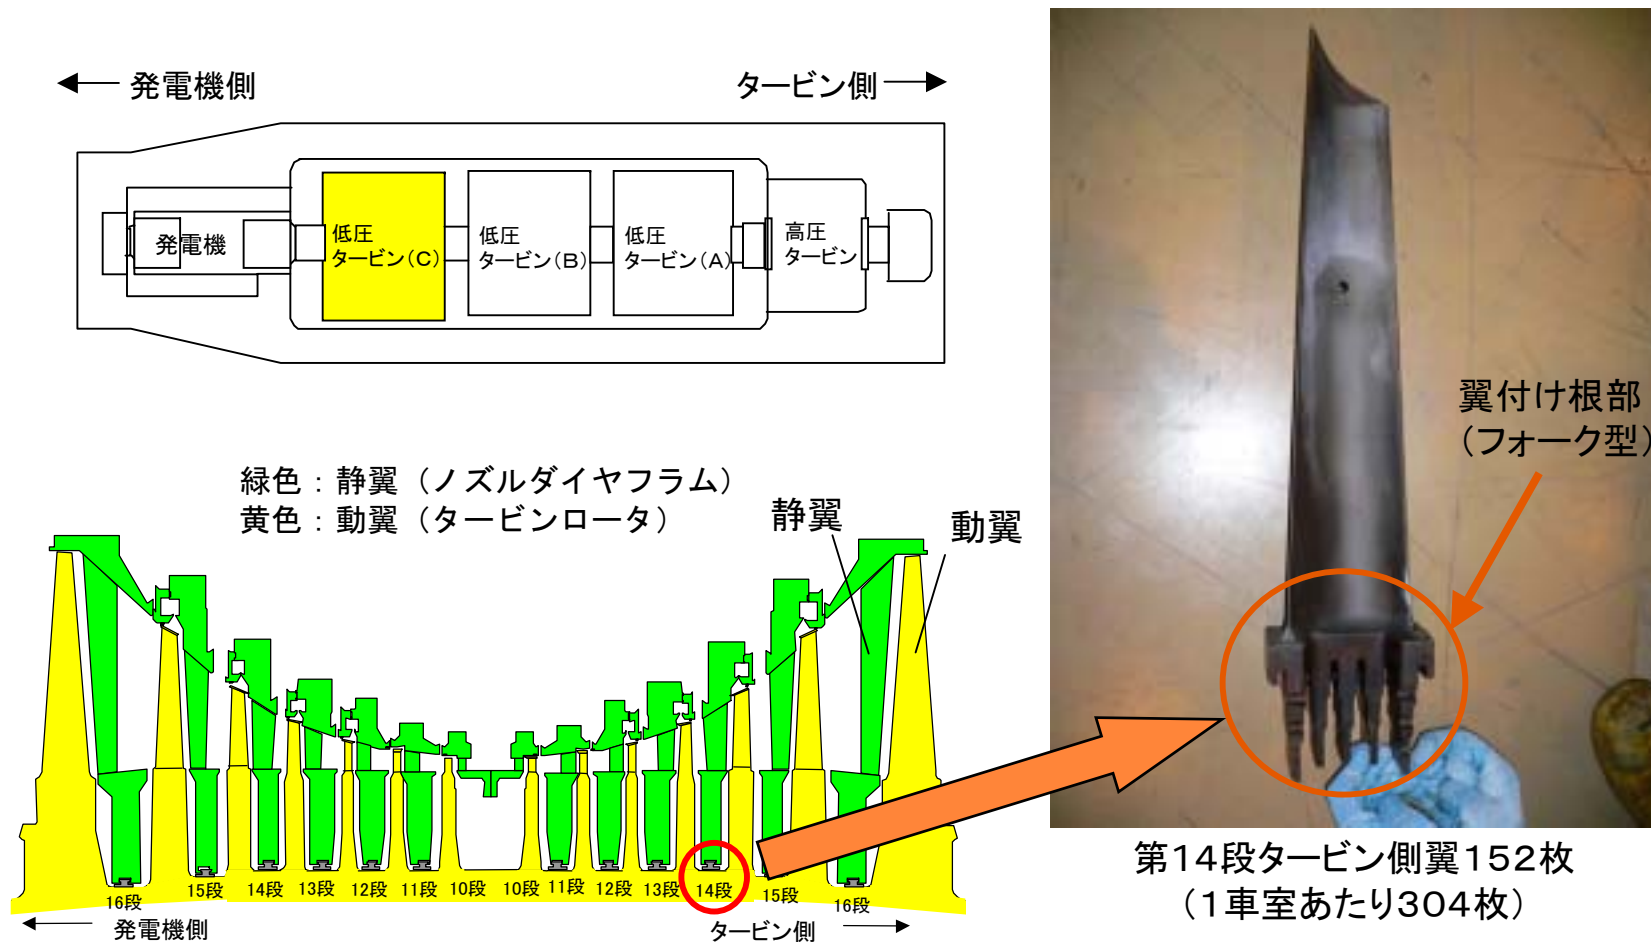 発電機側
タービン側
発電機
低圧
タービン(C)
低圧
タービン(B)
低圧
タービン(A)
高圧
タービン
緑色:静翼(ノズルダイヤフラム)
黄色:動翼(タービンロータ)
静翼
動翼
16段
15段
14段
13段
12段
11段
10段
10段
11段
12段
13段
14段
15段
16段
発電機側
タービン側
翼付け根部
(フォーク型)
第14段タービン側翼152枚
(1車室あたり304枚)